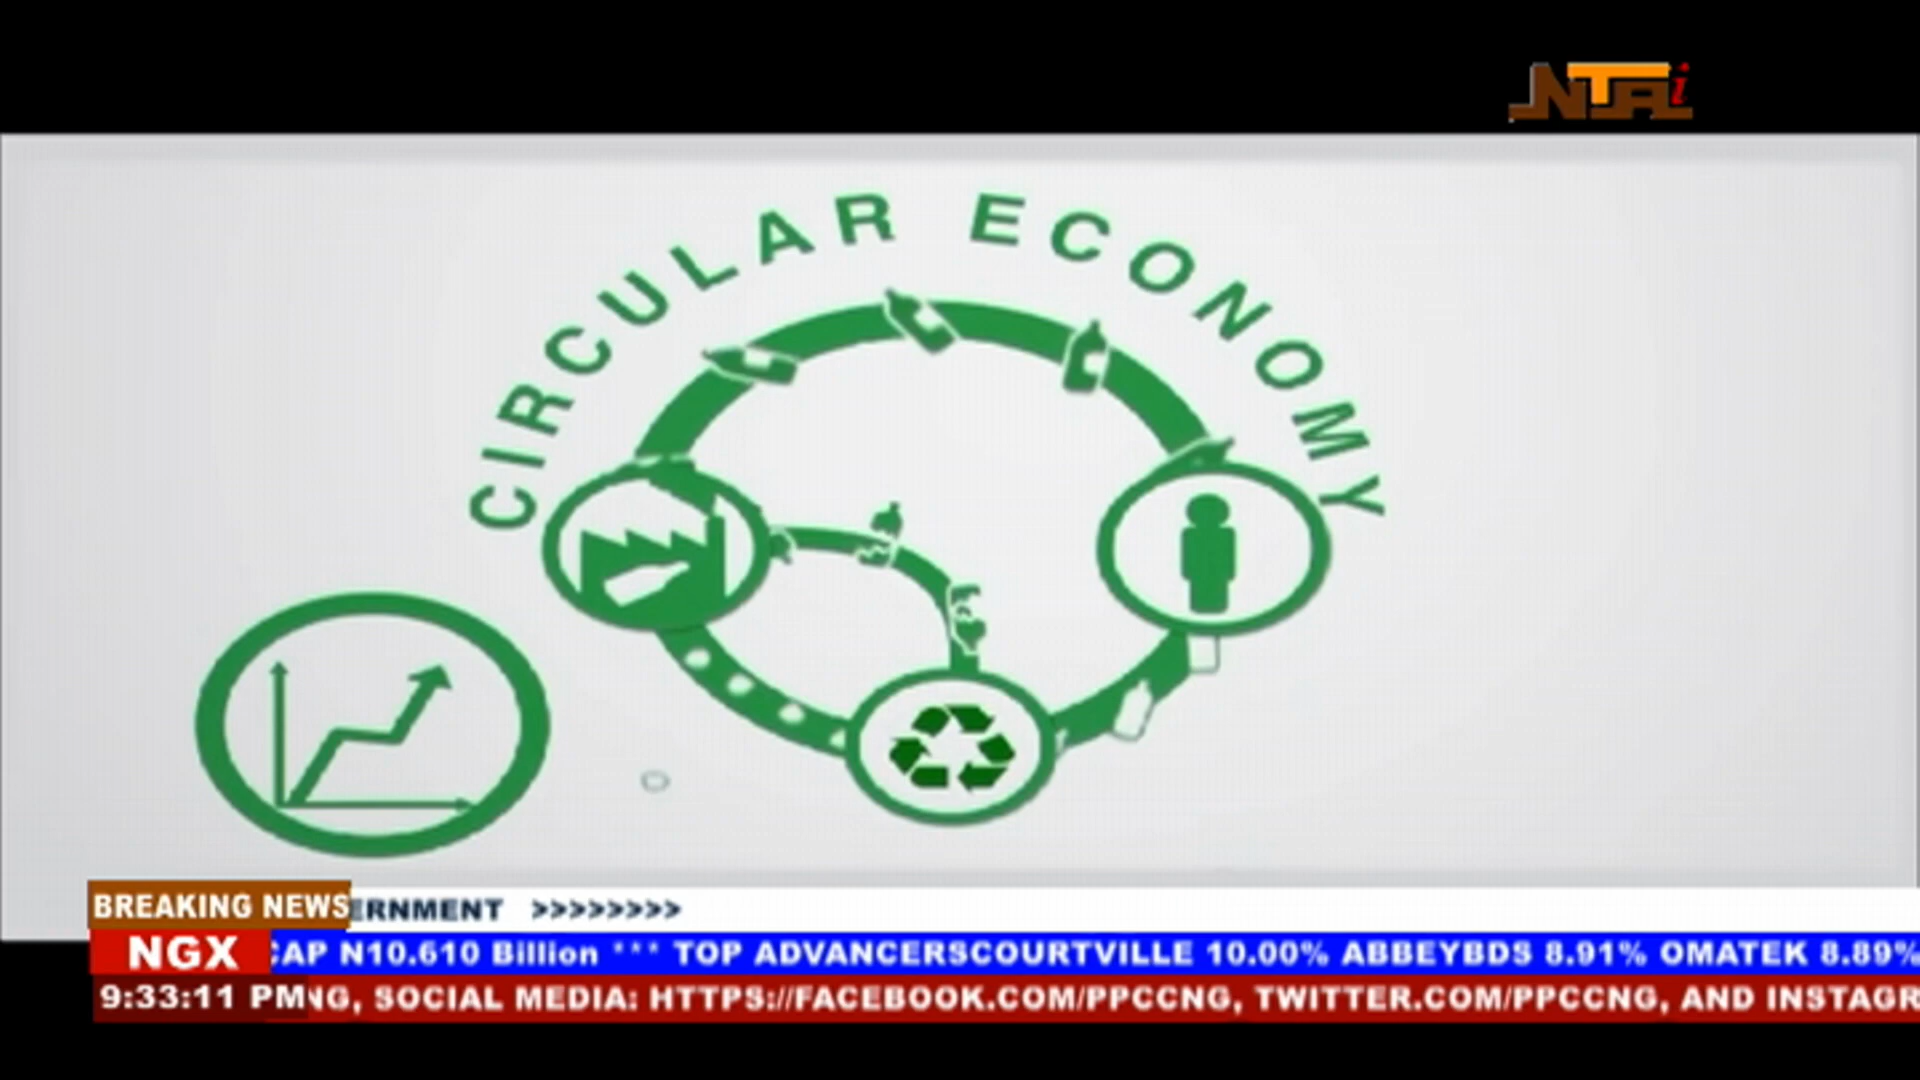 NTAi
CIRCULAR ECONOMY
BREAKING NEWS ERNMENT >>>>>>>>
NGX CAP N10.610 Billion *** TOP ADVANCERSCOURTVILLE 10.00% ABBEYBDS 8.91% OMATEK 8.89%
9:33:11 PM NG, SOCIAL MEDIA: HTTPS://FACEBOOK.COM/PPCCNG, TWITTER.COM/PPCCNG, AND INSTAGR